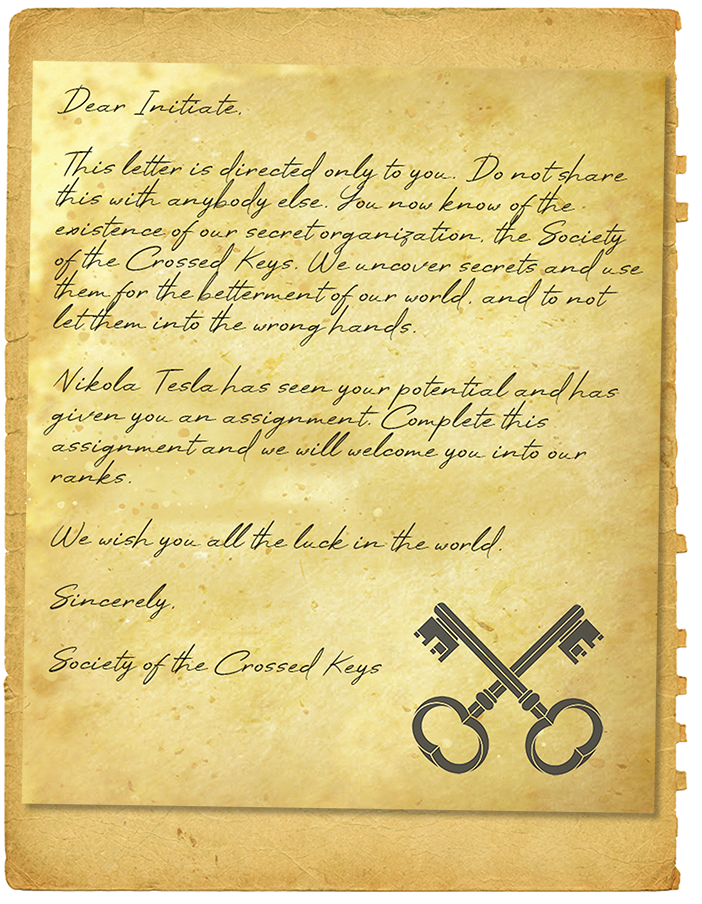 Dear Initiate,
This letter is directed only to you. Do not share
this with anybody else. You now know of the
existence of our secret organization, the Society
of the Crossed Keys. We uncover secrets and use
them for the betterment of our world, and to not
let them into the wrong hands.
Nikola Tesla has seen your potential and has
given you an assignment. Complete this
assignment and we will welcome you into our
ranks.
We wish you all the luck in the world.
Sincerely,
Society of the Crossed Keys